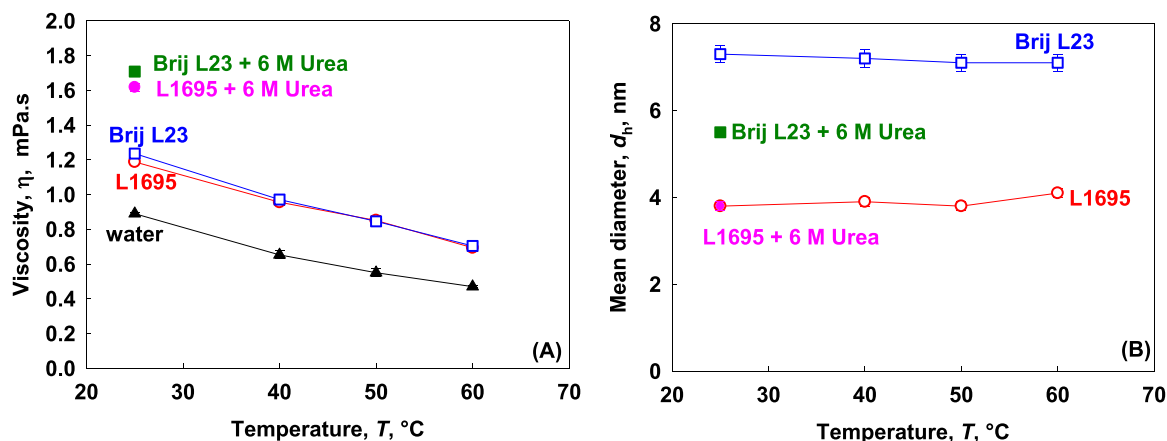 2.0
1.8
1.6
1.4
1.2
1.0
0.8
0.6
0.4
0.2
0.0
Viscosity, η, mPa.s
Brij L23 + 6 M Urea
L1695 + 6 M Urea
Brij L23
L1695
water
(A)
20 30 40 50 60 70
Temperature, T, °C
8
6
4
2
0
Mean diameter, dh, nm
Brij L23
Brij L23 + 6 M Urea
L1695
L1695 + 6 M Urea
(B)
20 30 40 50 60 70
Temperature, T, °C